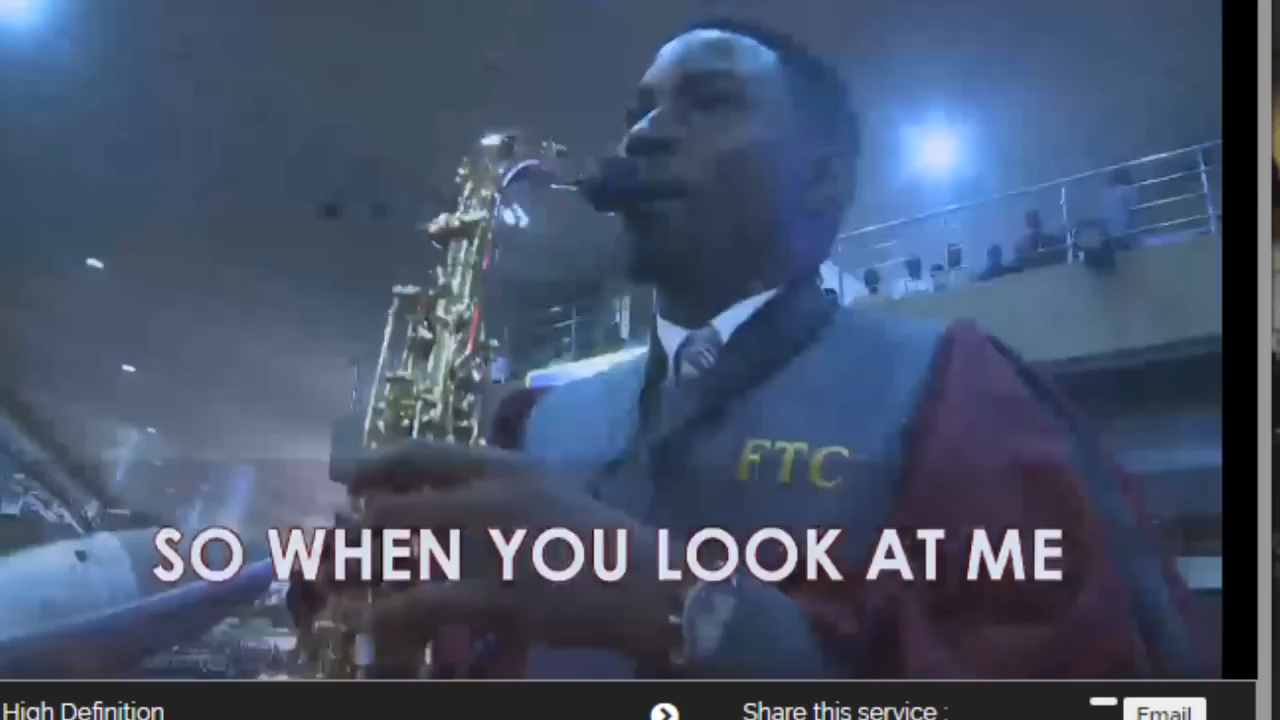 FTC
SO WHEN YOU LOOK AT ME
High Definition
Share this service :
Email